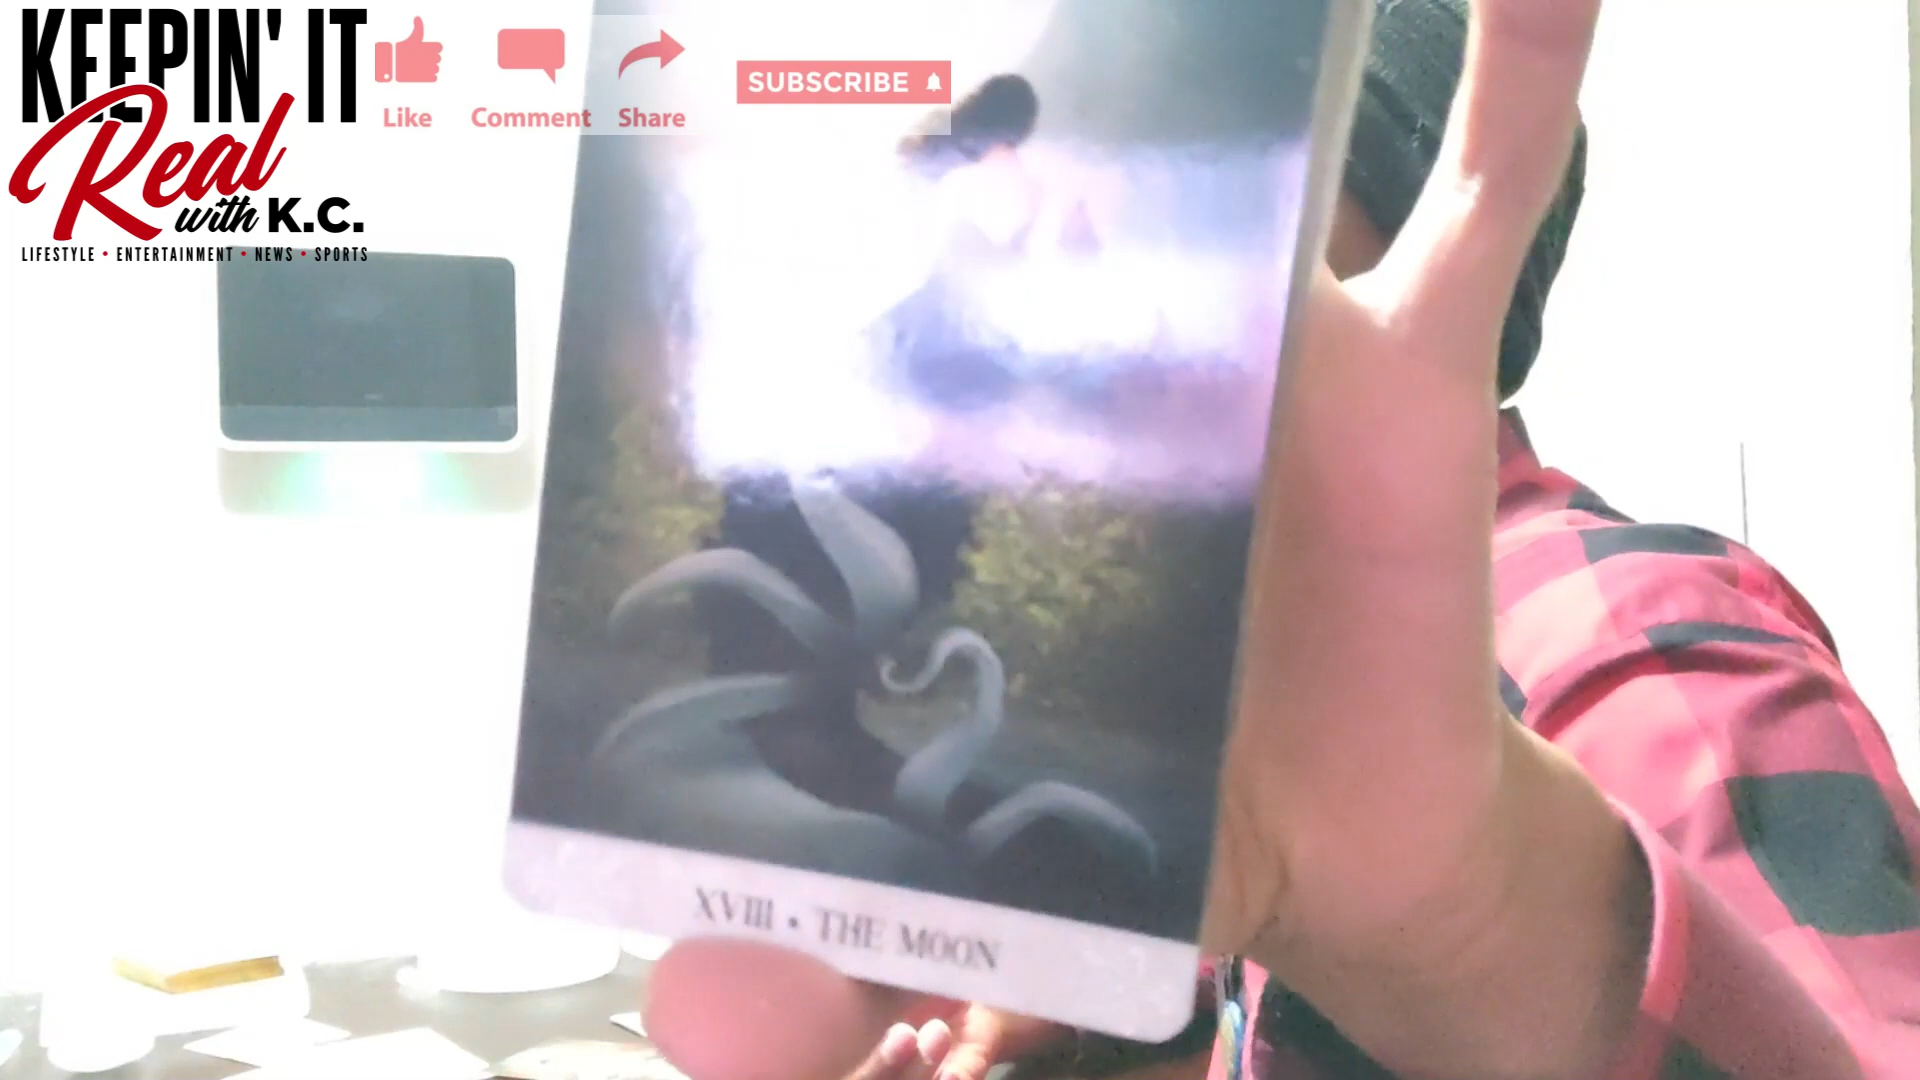 KEEPIN' IT
Real
with K.C.
LIFESTYLE • ENTERTAINMENT • NEWS • SPORTS
Like
Comment
Share
SUBSCRIBE
XVIII • THE MOON